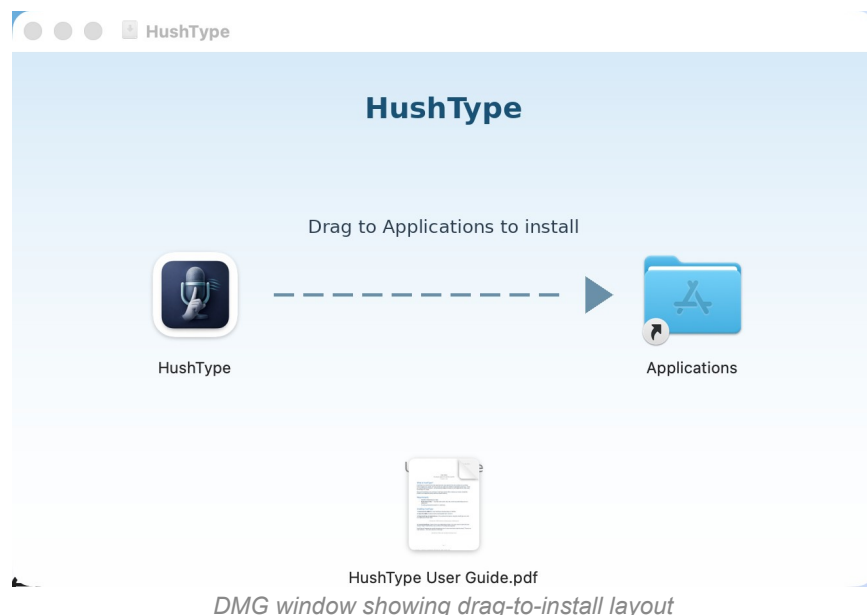 HushType
HushType
Drag to Applications to install
HushType
Applications
HushType User Guide.pdf
DMG window showing drag-to-install layout